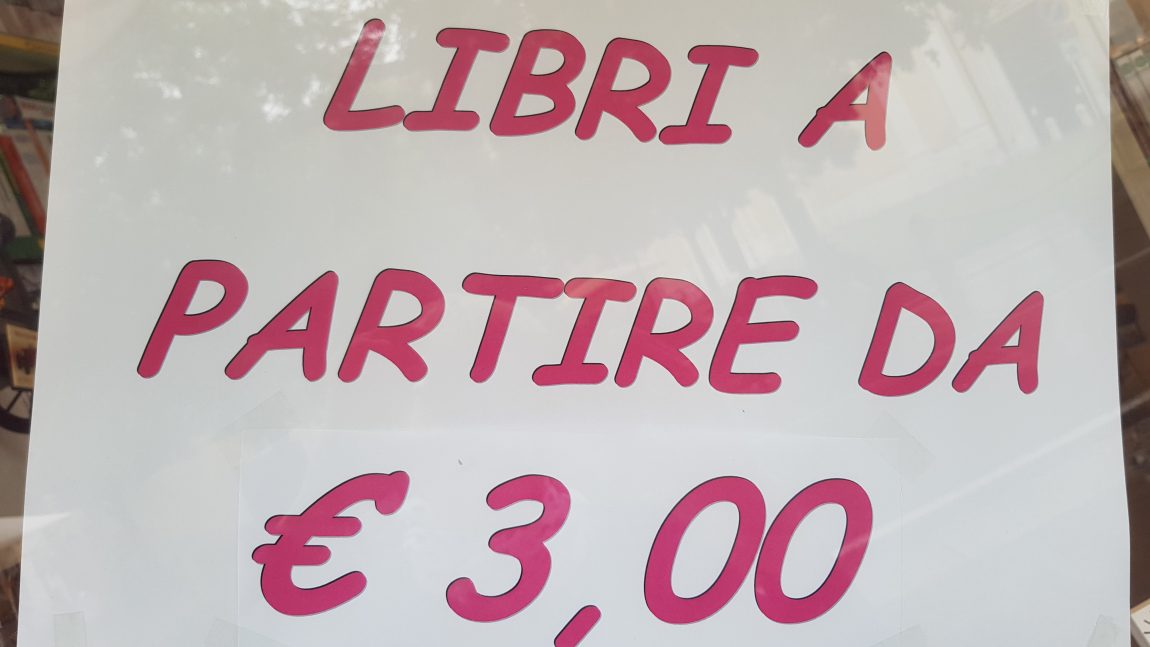 LIBRI A
PARTIRE DA
€ 3,00